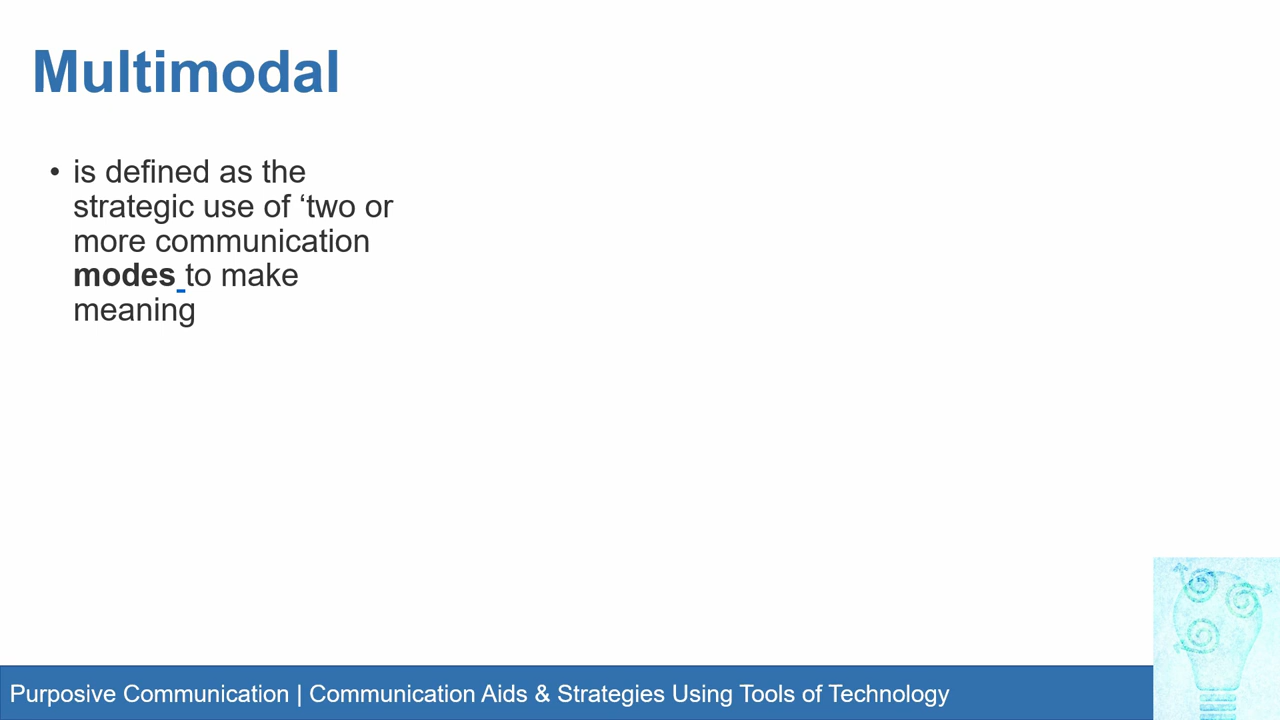 Multimodal
• is defined as the
strategic use of ‘two or
more communication
modes to make
meaning
Purposive Communication | Communication Aids & Strategies Using Tools of Technology